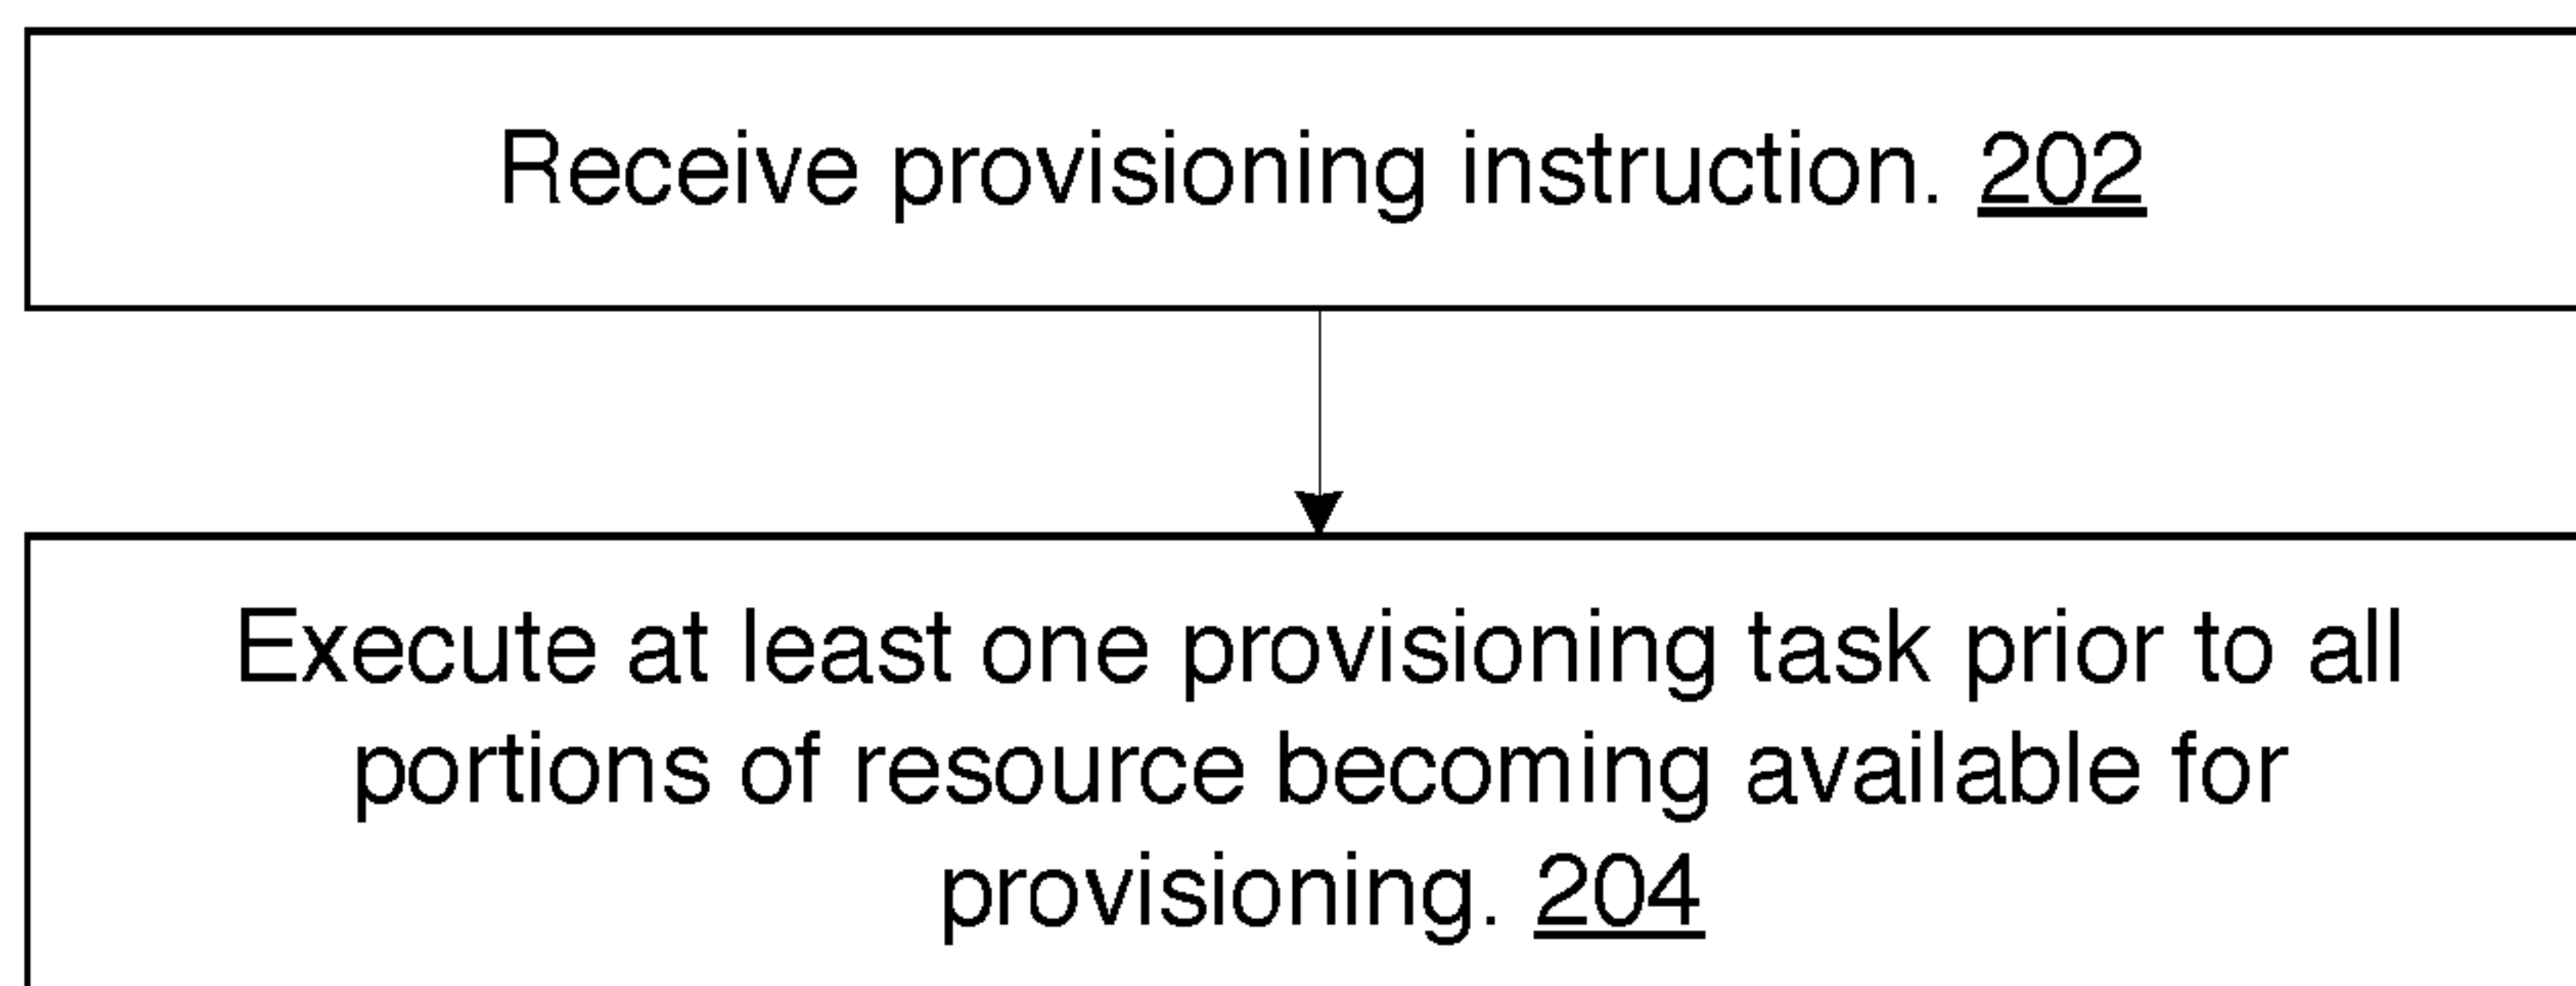 Receive provisioning instruction. 202
Execute at least one provisioning task prior to all
portions of resource becoming available for
provisioning. 204